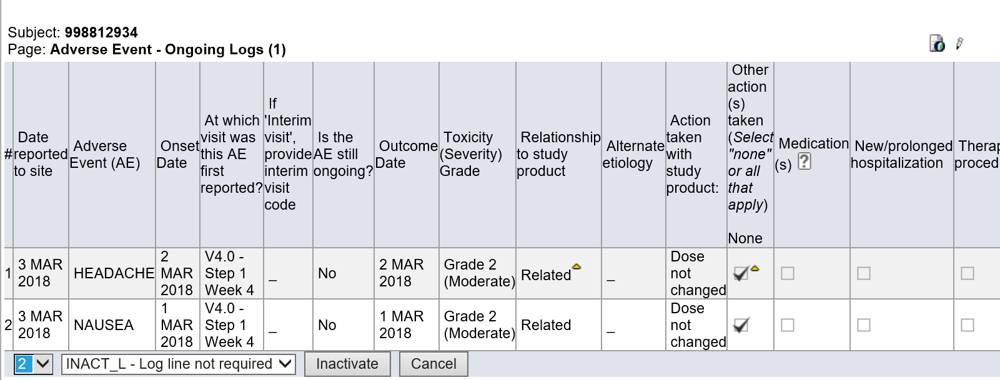 Subject: 998812934
Page: Adverse Event - Ongoing Logs (1)
#
Date
reported
to site
Adverse
Event (AE)
Onset
Date
At which
visit was
this AE
first
reported?
If
'Interim
visit',
provide
interim
visit
code
Is the
AE still
ongoing?
Outcome
Date
Toxicity
(Severity)
Grade
Relationship
to study
product
Alternate
etiology
Action
taken
with
study
product:
Other
action
(s)
taken
(Select
"none"
or all
that
apply)
None
Medication
(s) ?
New/prolonged
hospitalization
Therap
proced
1
3 MAR
2018
HEADACHE
2
MAR
2018
V4.0 -
Step 1
Week 4
_
No
2 MAR
2018
Grade 2
(Moderate)
Related
_
Dose
not
changed
2
3 MAR
2018
NAUSEA
1
MAR
2018
V4.0 -
Step 1
Week 4
_
No
1 MAR
2018
Grade 2
(Moderate)
Related
_
Dose
not
changed
2 INACT_L - Log line not required Inactivate Cancel